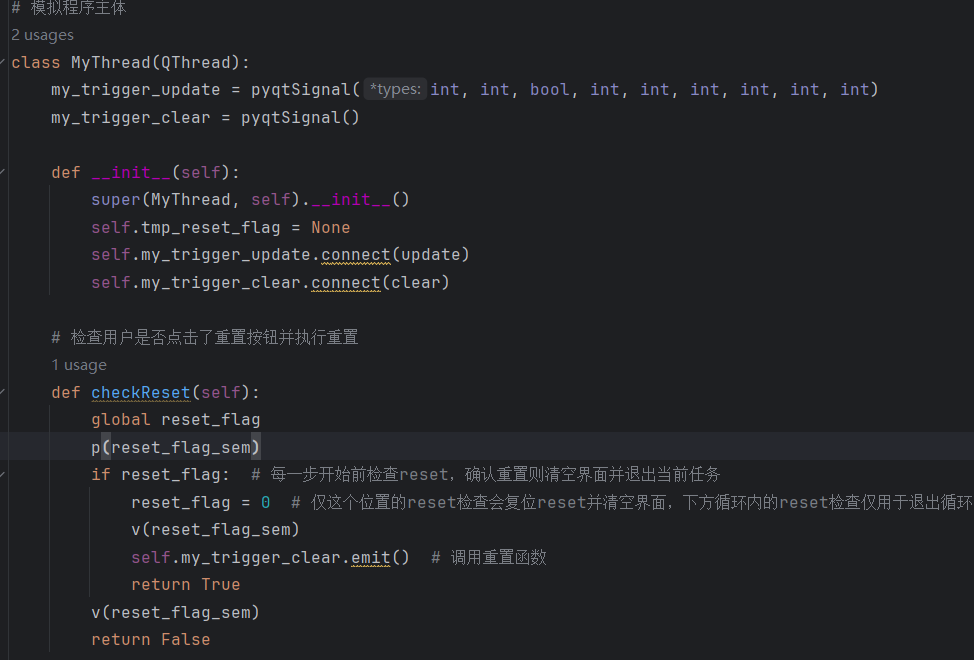 # 模拟程序主体
2 usages
class MyThread(QThread):
my_trigger_update = pyqtSignal( *types: int, int, bool, int, int, int, int, int, int)
my_trigger_clear = pyqtSignal()
def __init__(self):
super(MyThread, self).__init__()
self.tmp_reset_flag = None
self.my_trigger_update.connect(update)
self.my_trigger_clear.connect(clear)
# 检查用户是否点击了重置按钮并执行重置
1 usage
def checkReset(self):
global reset_flag
p(reset_flag_sem)
if reset_flag:  # 每一步开始前检查reset，确认重置则清空界面并退出当前任务
reset_flag = 0  # 仅这个位置的reset检查会复位reset并清空界面，下方循环内的reset检查仅用于退出循环
v(reset_flag_sem)
self.my_trigger_clear.emit()  # 调用重置函数
return True
v(reset_flag_sem)
return False